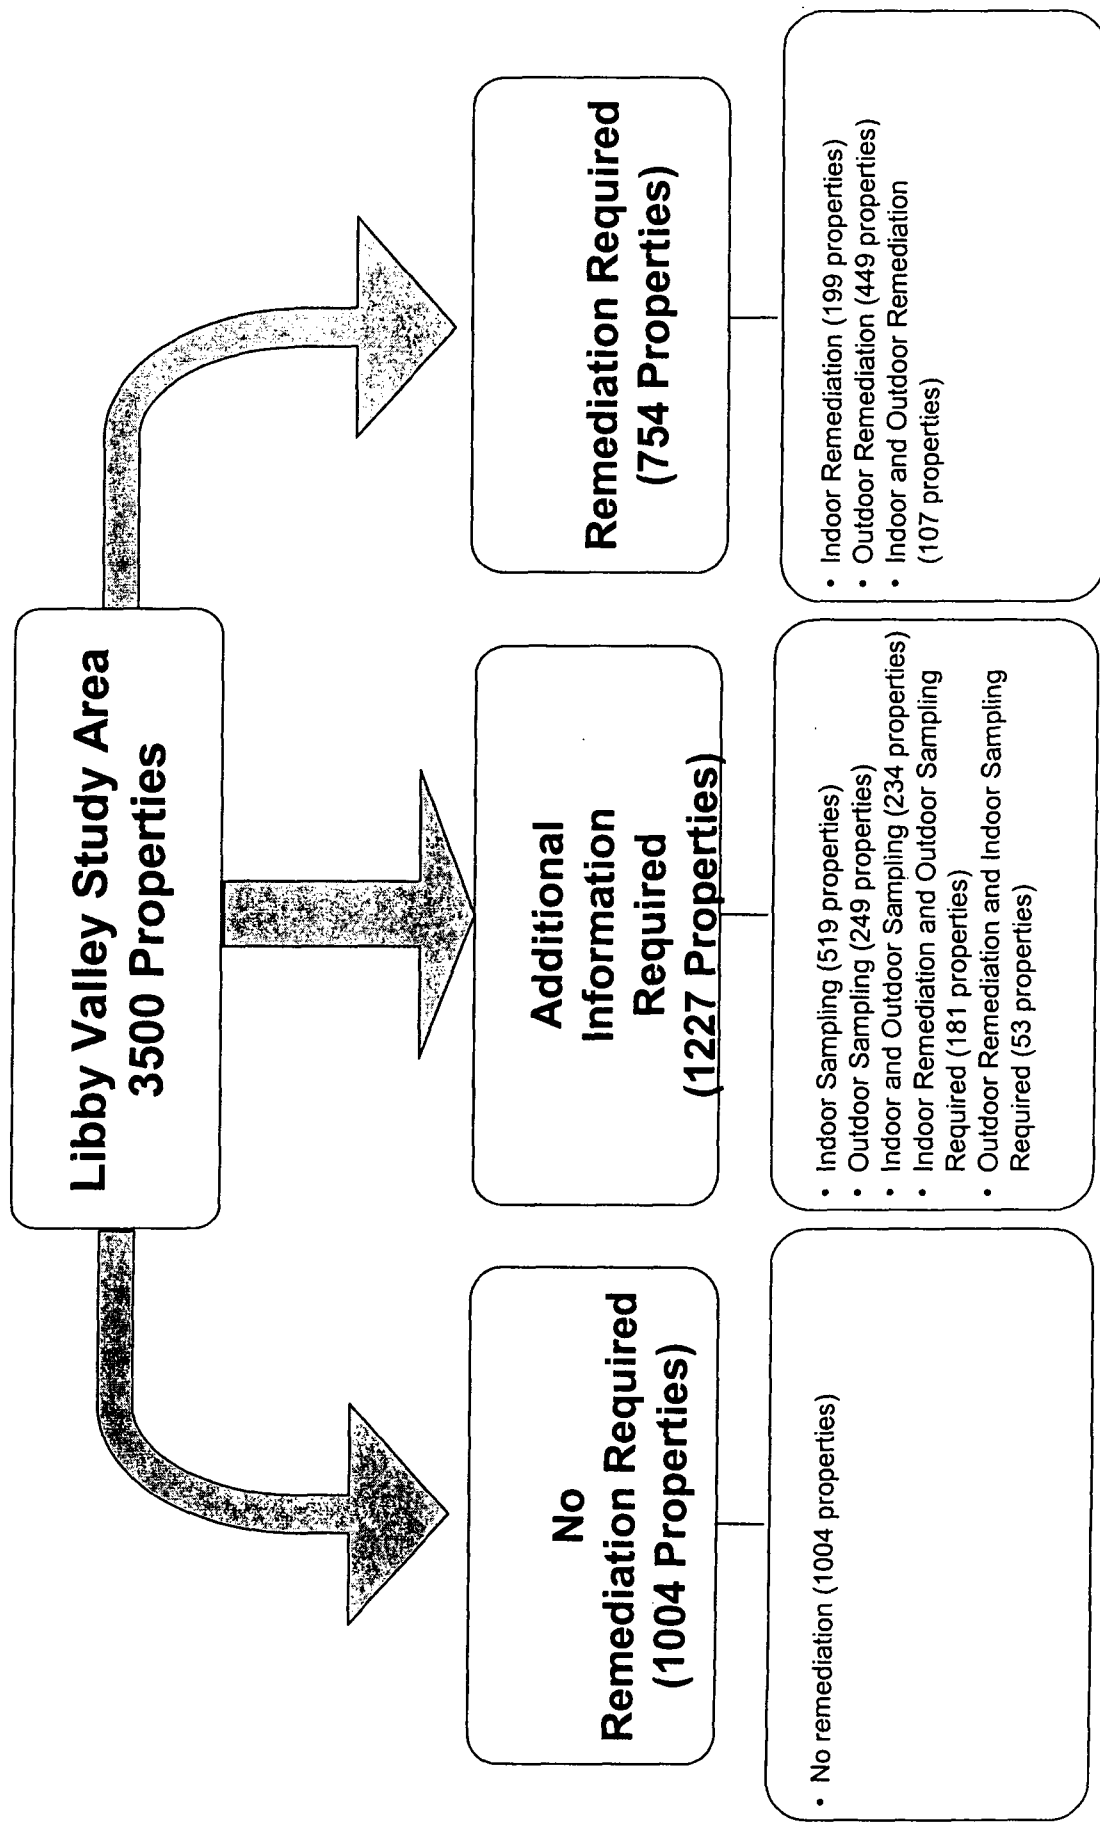 Libby Valley Study Area
3500 Properties
No
Remediation Required
(1004 Properties)
• No remediation (1004 properties)
Additional
Information
Required
(1227 Properties)
• Indoor Sampling (519 properties)
• Outdoor Sampling (249 properties)
• Indoor and Outdoor Sampling (234 properties)
• Indoor Remediation and Outdoor Sampling
Required (181 properties)
• Outdoor Remediation and Indoor Sampling
Required (53 properties)
Remediation Required
(754 Properties)
• Indoor Remediation (199 properties)
• Outdoor Remediation (449 properties)
• Indoor and Outdoor Remediation
(107 properties)